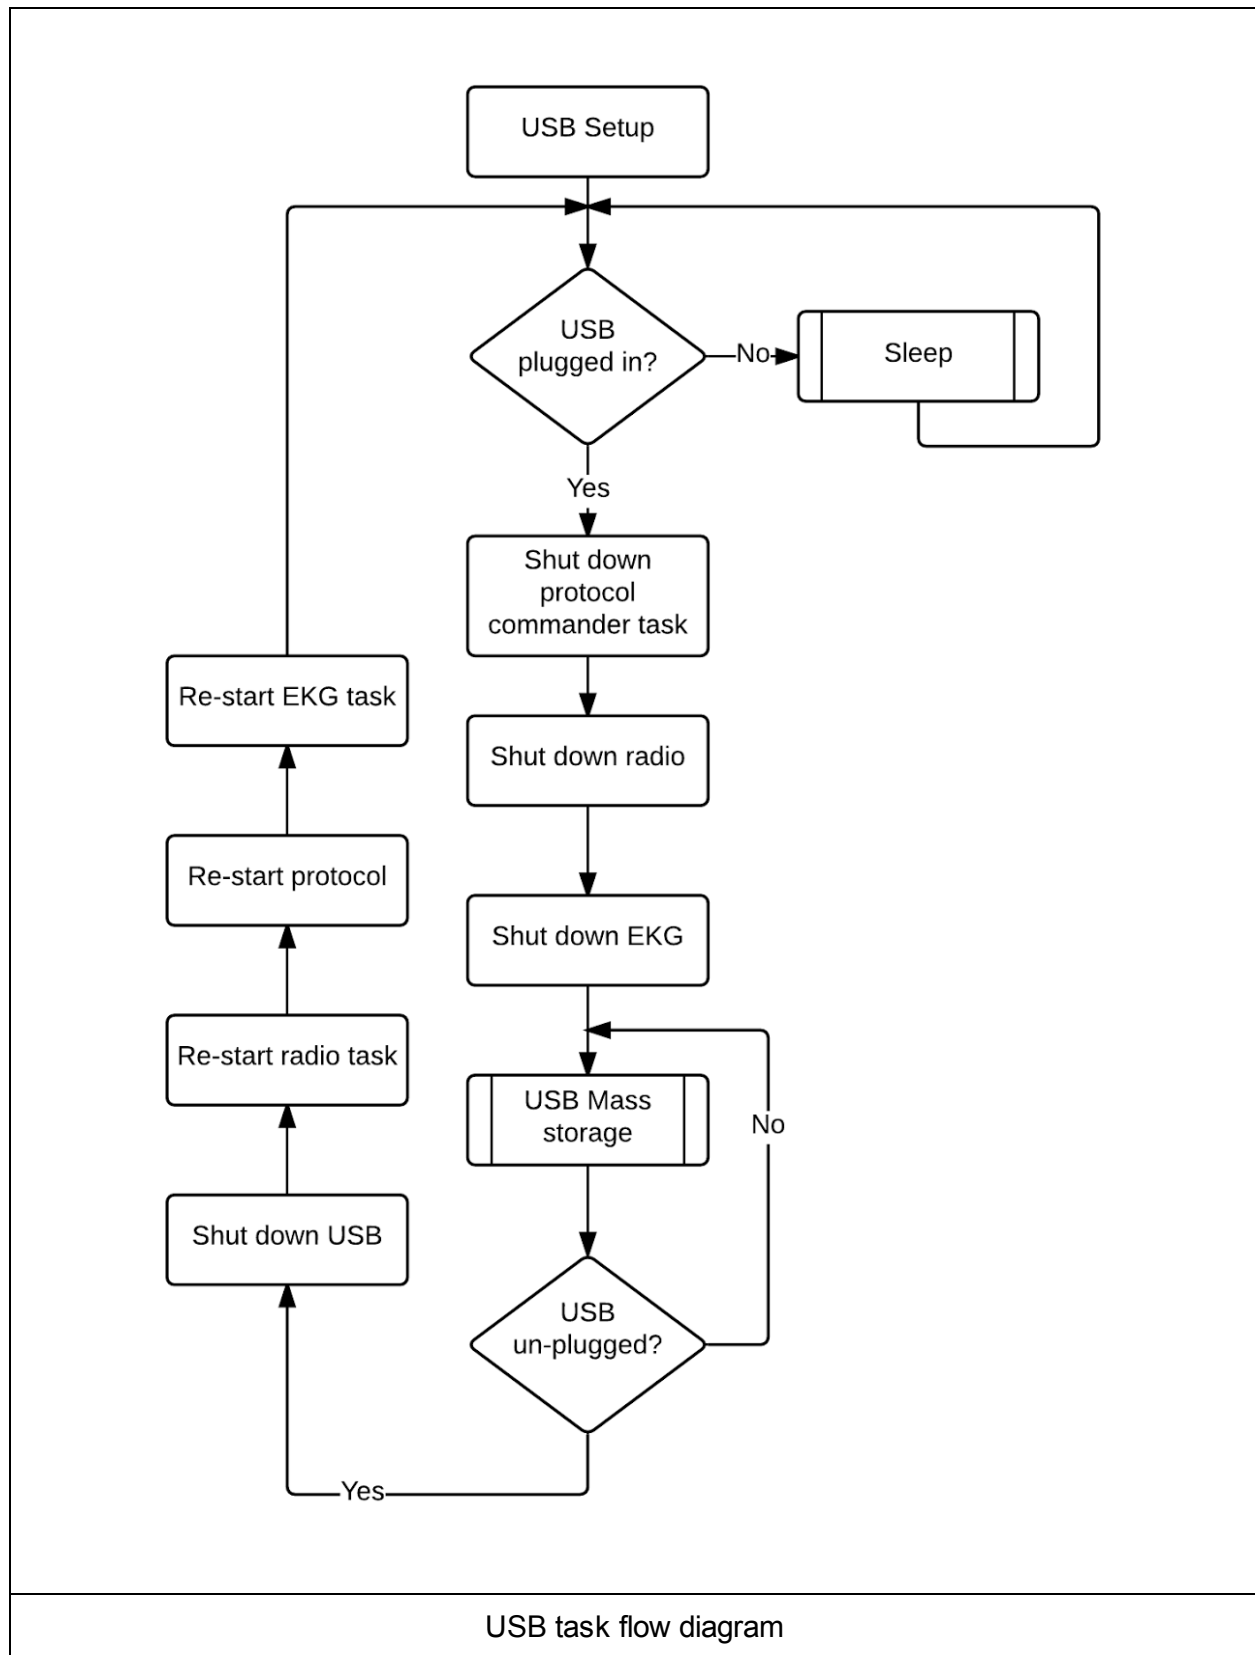 USB Setup
USB
plugged in?
No
Sleep
Yes
Shut down
protocol
commander task
Re-start EKG task
Shut down radio
Re-start protocol
Shut down EKG
Re-start radio task
USB Mass
storage
No
Shut down USB
USB
un-plugged?
Yes
USB task flow diagram